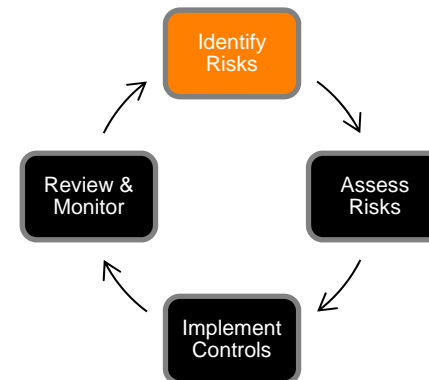 Identify
Risks
Assess
Risks
Implement
Controls
Review &
Monitor